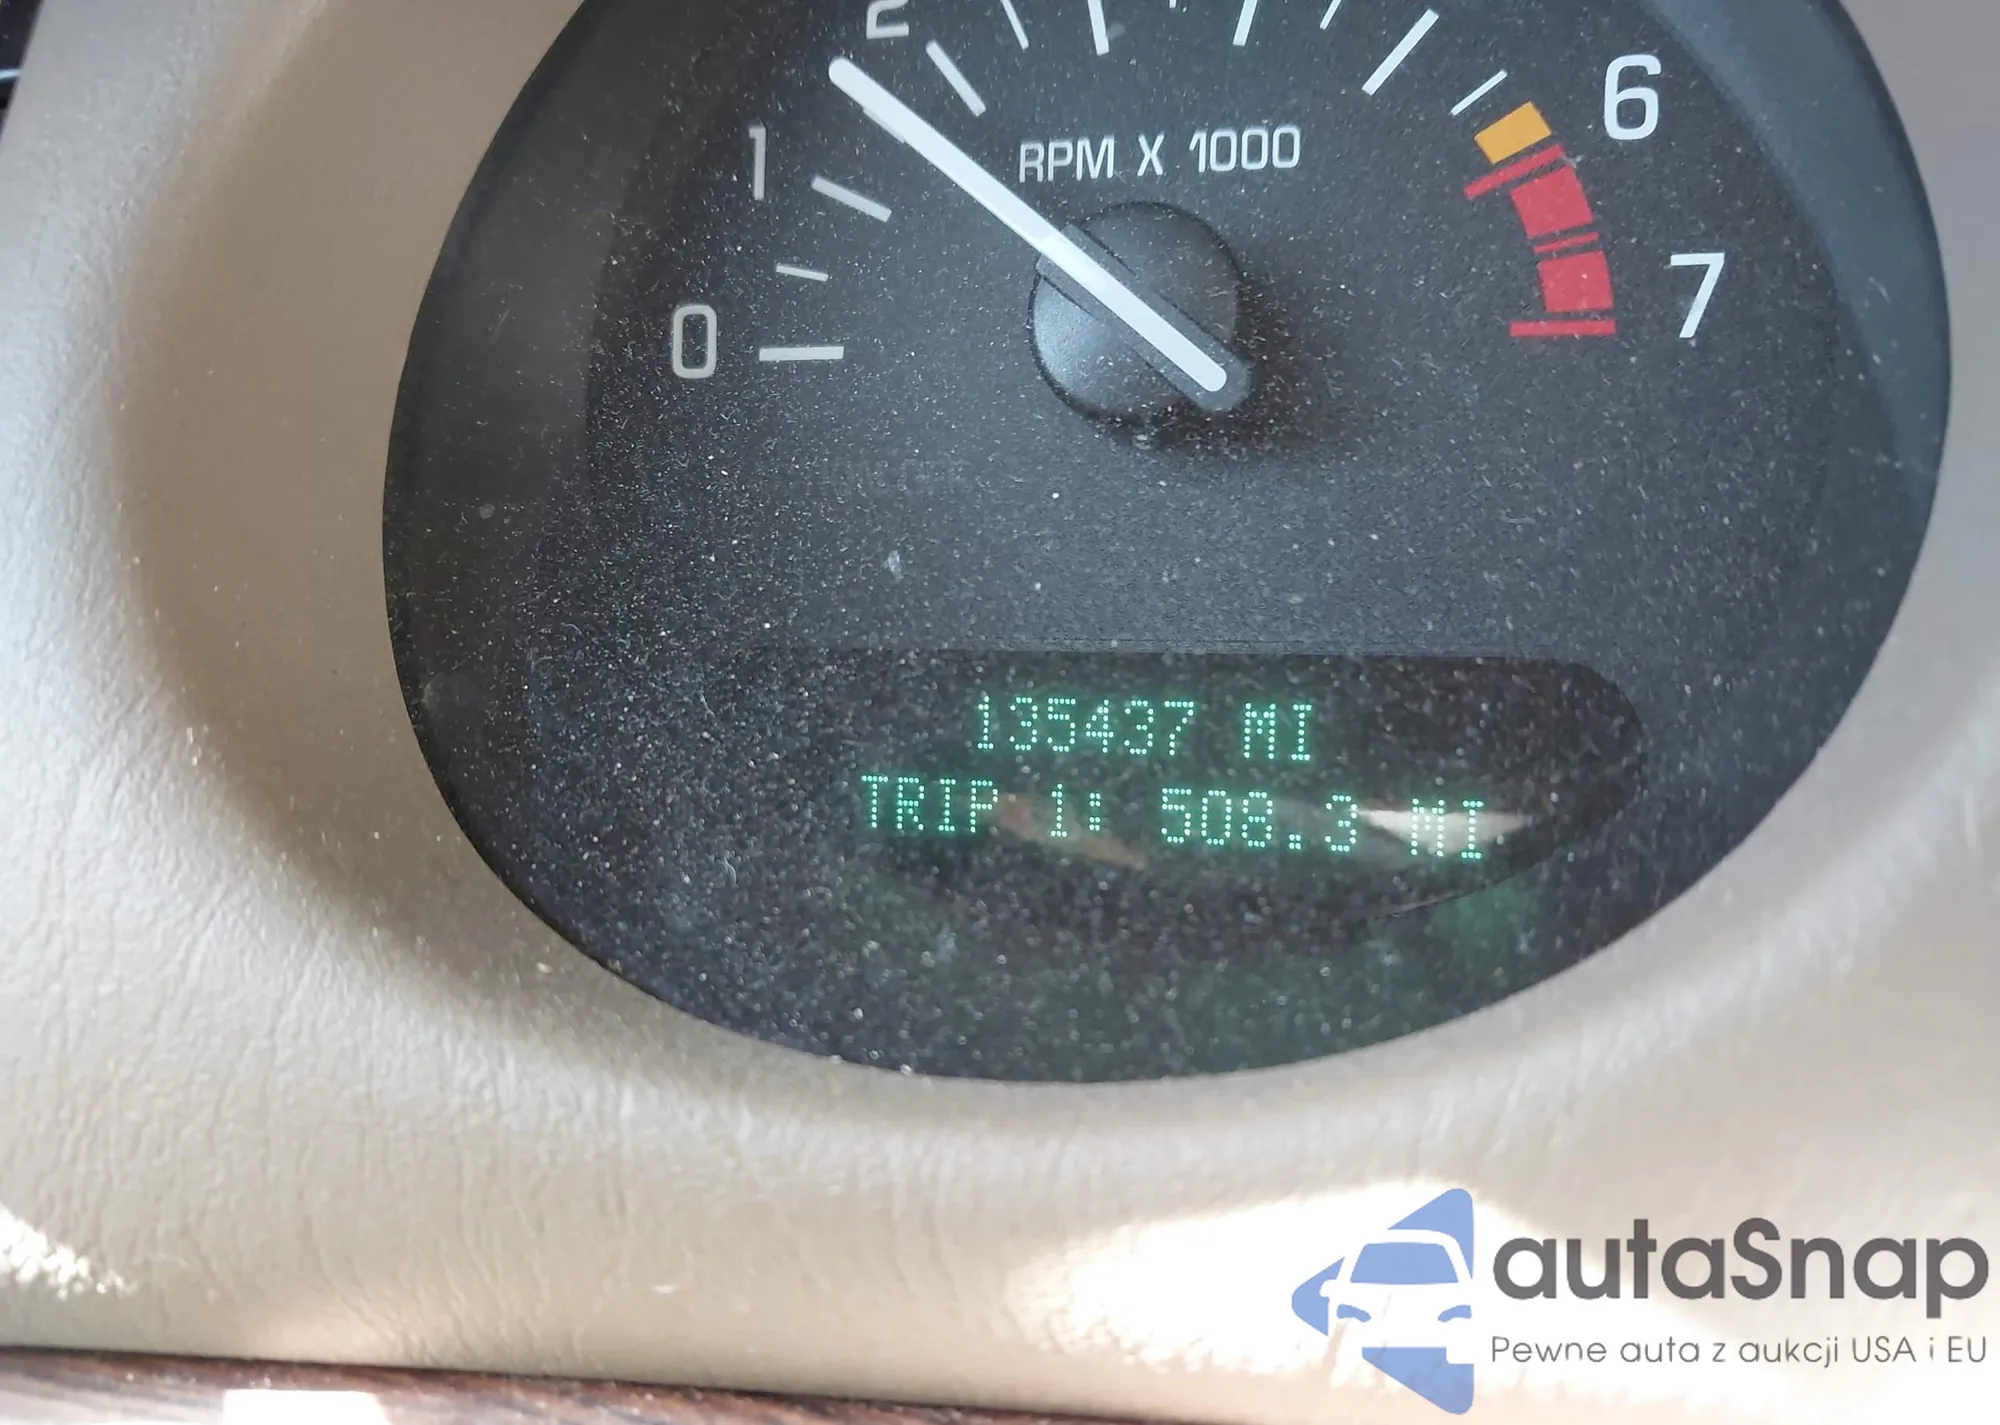 2
6
1
RPM X 1000
7
0
135437 MI
TRIP 1: 508.3 MI
autaSnap
Pewne auta z aukcji USA i EU